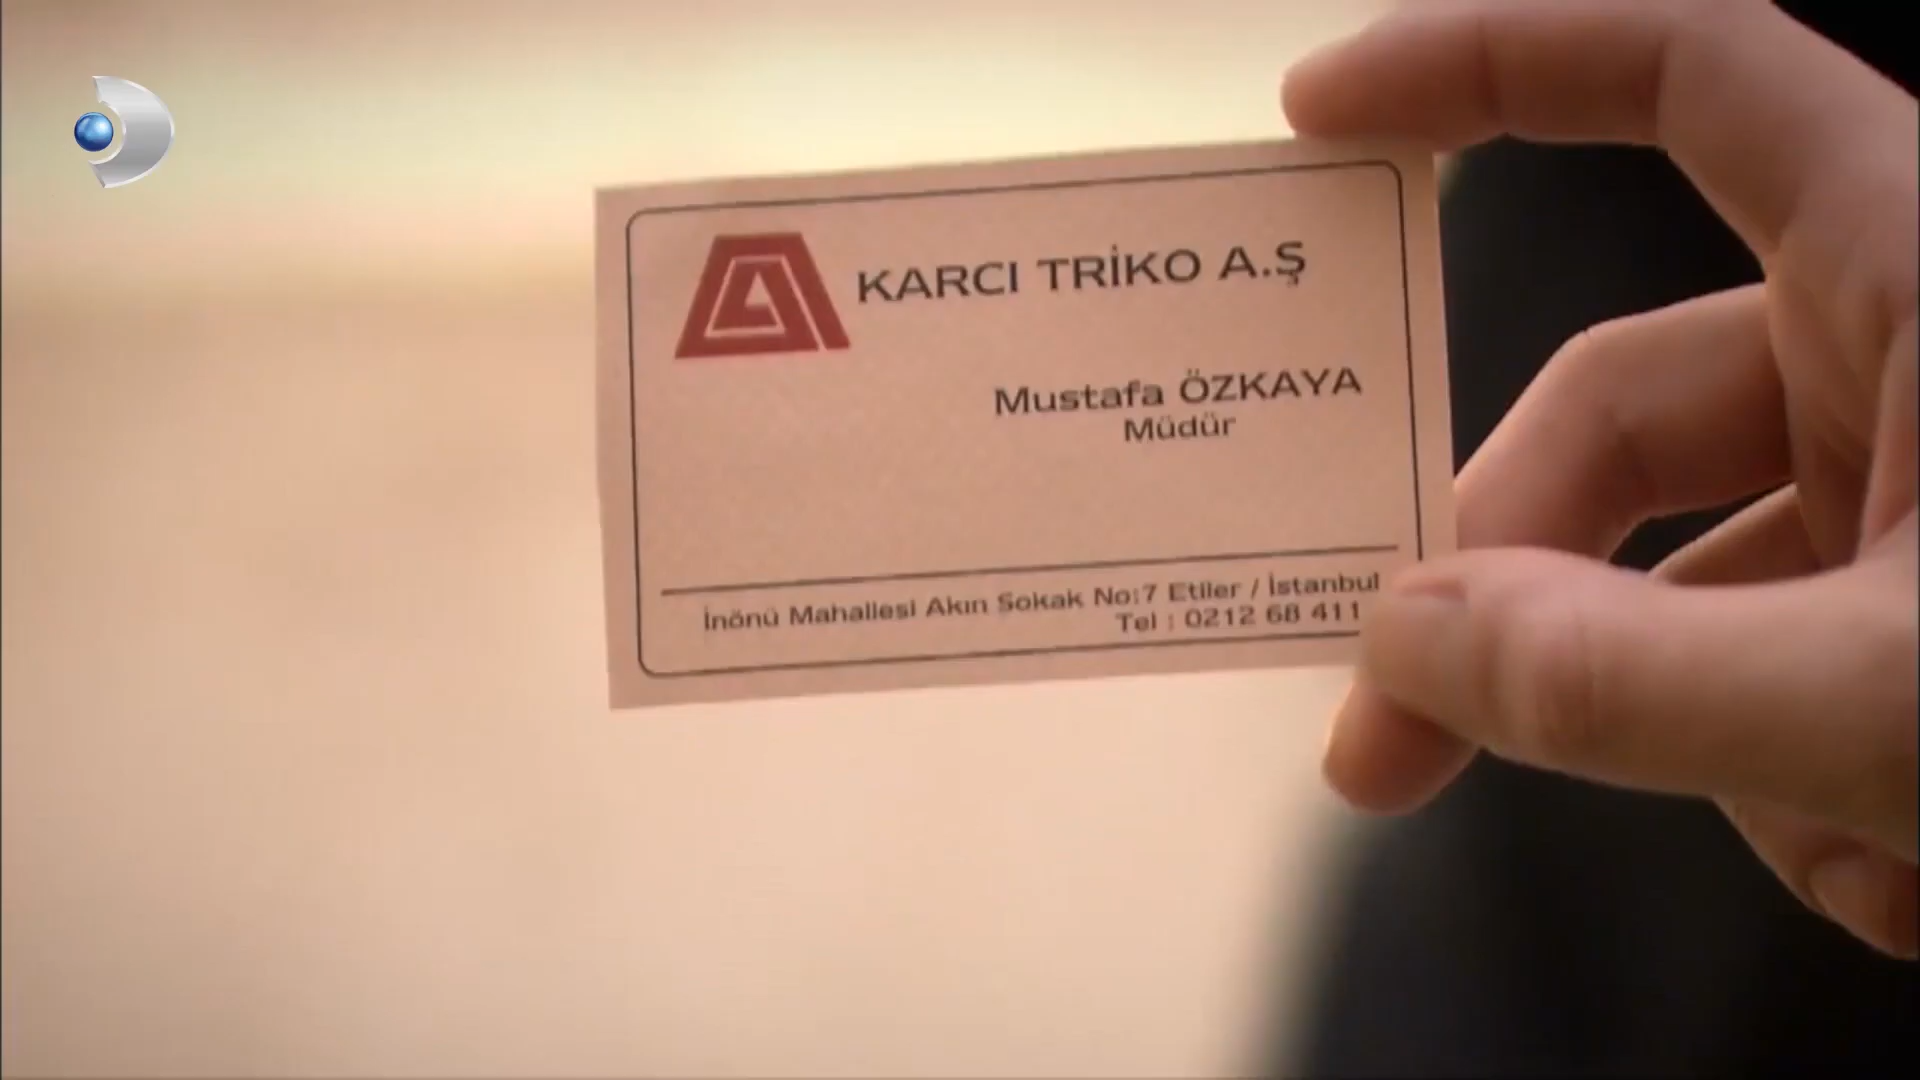 KARCI TRİKO A.Ş
Mustafa ÖZKAYA
Müdür
İnönü Mahallesi Akın Sokak No:7 Etiler / İstanbul
Tel : 0212 68 411